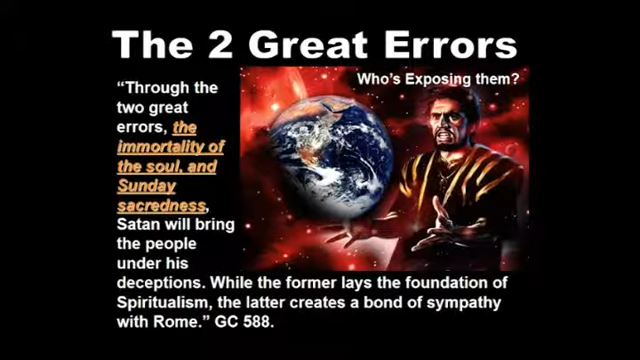 The 2 Great Errors
Who's Exposing them?
“Through the
two great
errors, the
immortality of
the soul, and
Sunday
sacredness,
Satan will bring
the people
under his
deceptions. While the former lays the foundation of
Spiritualism, the latter creates a bond of sympathy
with Rome.” GC 588.